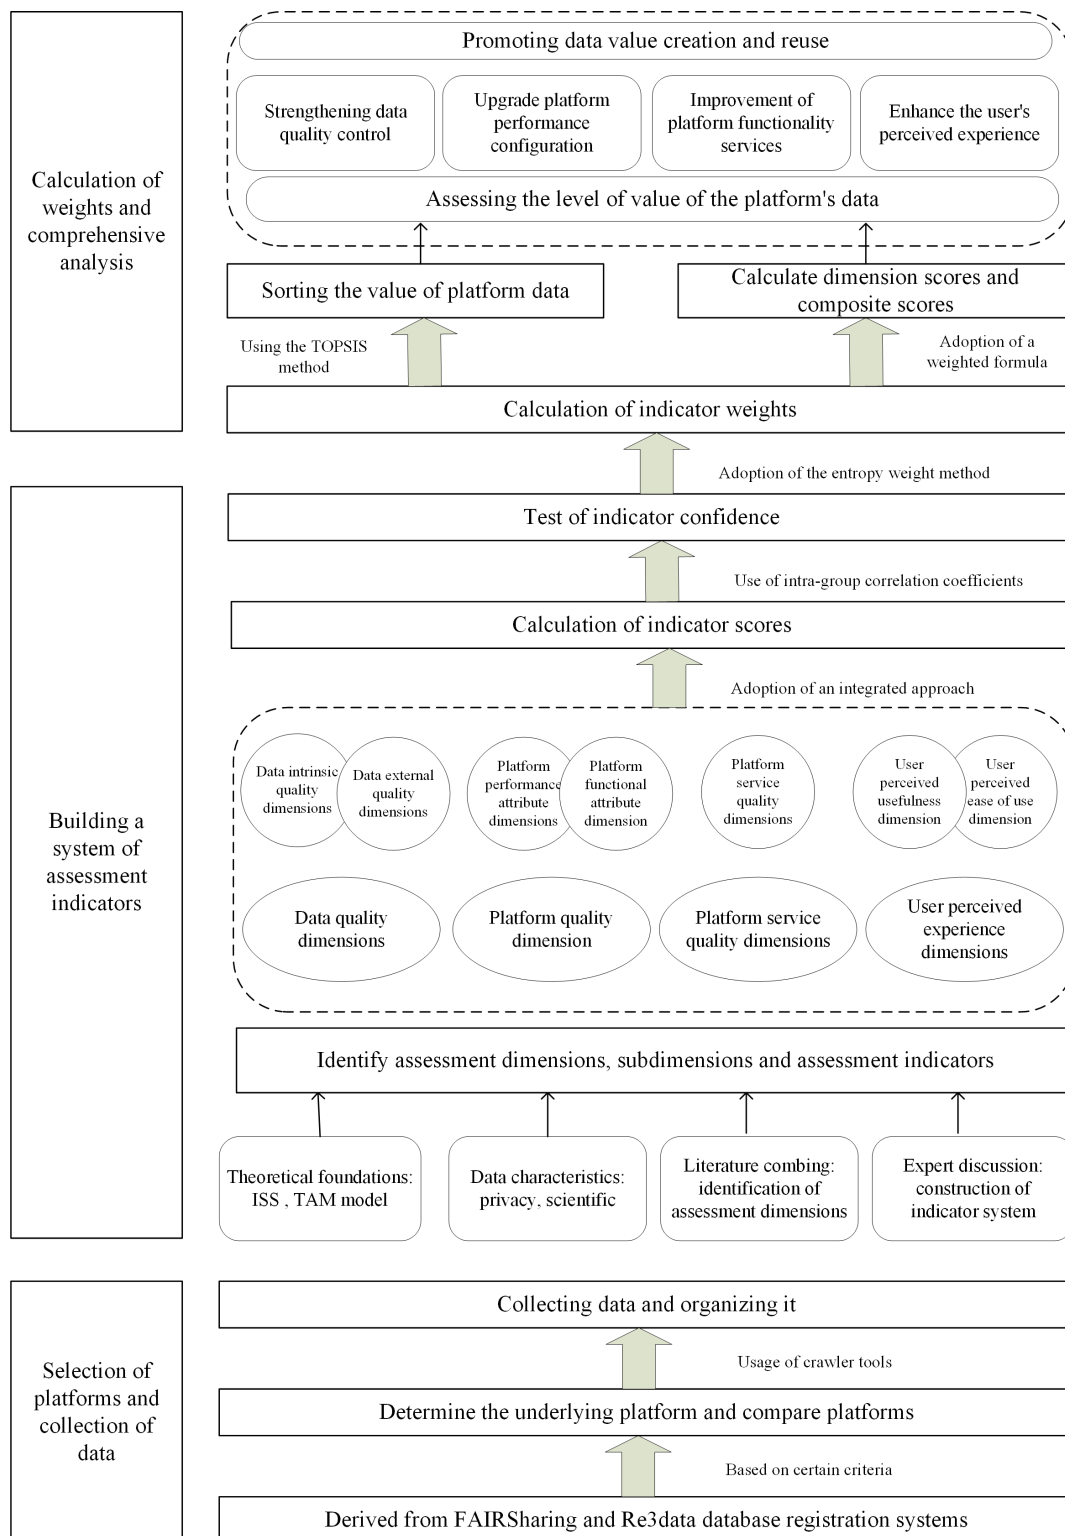 Promoting data value creation and reuse
Strengthening data
quality control
Upgrade platform
performance
configuration
Improvement of
platform functionality
services
Enhance the user's
perceived experience
Assessing the level of value of the platform's data
Calculation of
weights and
comprehensive
analysis
Sorting the value of platform data
Calculate dimension scores and
composite scores
Using the TOPSIS
method
Adoption of a
weighted formula
Calculation of indicator weights
Adoption of the entropy weight method
Test of indicator confidence
Use of intra-group correlation coefficients
Calculation of indicator scores
Adoption of an integrated approach
Building a
system of
assessment
indicators
Data intrinsic
quality
dimensions
Data external
quality
dimensions
Platform
performance
attribute
dimensions
Platform
functional
attribute
dimension
Platform
service
quality
dimensions
User
perceived
usefulness
dimension
User
perceived
ease of use
dimension
Data quality
dimensions
Platform quality
dimension
Platform service
quality dimensions
User perceived
experience
dimensions
Identify assessment dimensions, subdimensions and assessment indicators
Theoretical foundations:
ISS , TAM model
Data characteristics:
privacy, scientific
Literature combing:
identification of
assessment dimensions
Expert discussion:
construction of
indicator system
Selection of
platforms and
collection of
data
Collecting data and organizing it
Usage of crawler tools
Determine the underlying platform and compare platforms
Based on certain criteria
Derived from FAIRSharing and Re3data database registration systems